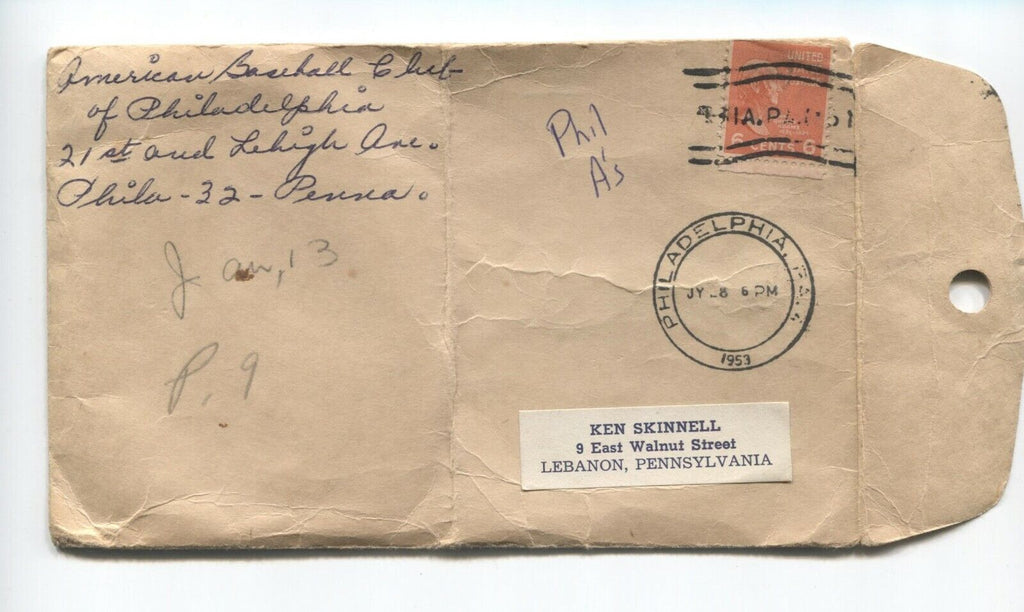 American Baseball Club
of Philadelphia
21st and Lehigh Ave.
Phila - 32 - Penna.
Phil
A's
Jan, 13
P. 9
UNITED
6 CENTS 6
PHILADELPHIA, PA.
JY -8 6 PM
1953
KEN SKINNELL
9 East Walnut Street
LEBANON, PENNSYLVANIA